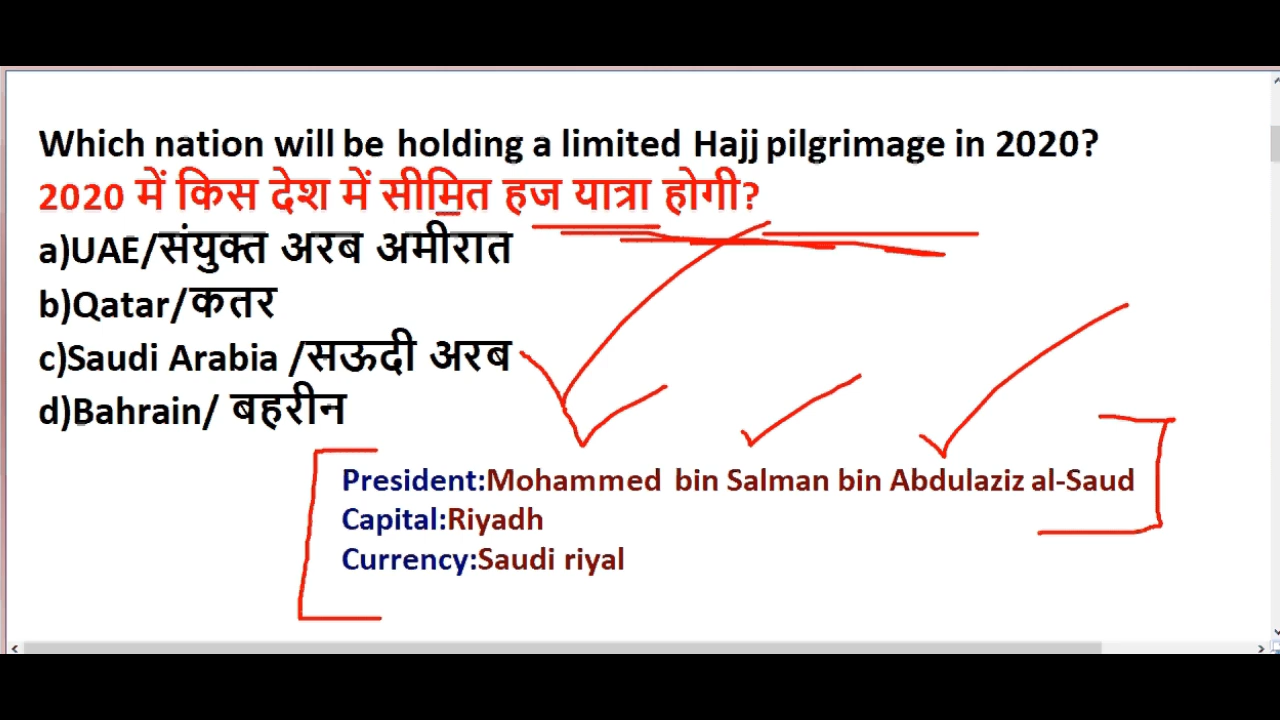 Which nation will be holding a limited Hajj pilgrimage in 2020?
2020 में किस देश में सीमित हज यात्रा होगी?
a)UAE/संयुक्त अरब अमीरात
b)Qatar/कतर
c)Saudi Arabia /सऊदी अरब
d)Bahrain/ बहरीन
President:Mohammed bin Salman bin Abdulaziz al-Saud
Capital:Riyadh
Currency:Saudi riyal